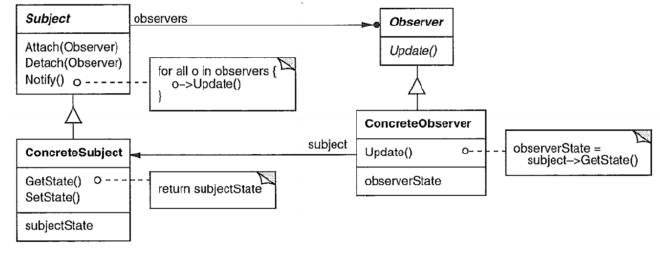 Subject
Attach(Observer)
Detach(Observer)
Notify()
observers
Observer
Update()
for all o in observers {
o->Update()
}
ConcreteSubject
GetState()
SetState()
subjectState
return subjectState
subject
ConcreteObserver
Update()
observerState
observerState =
subject->GetState()